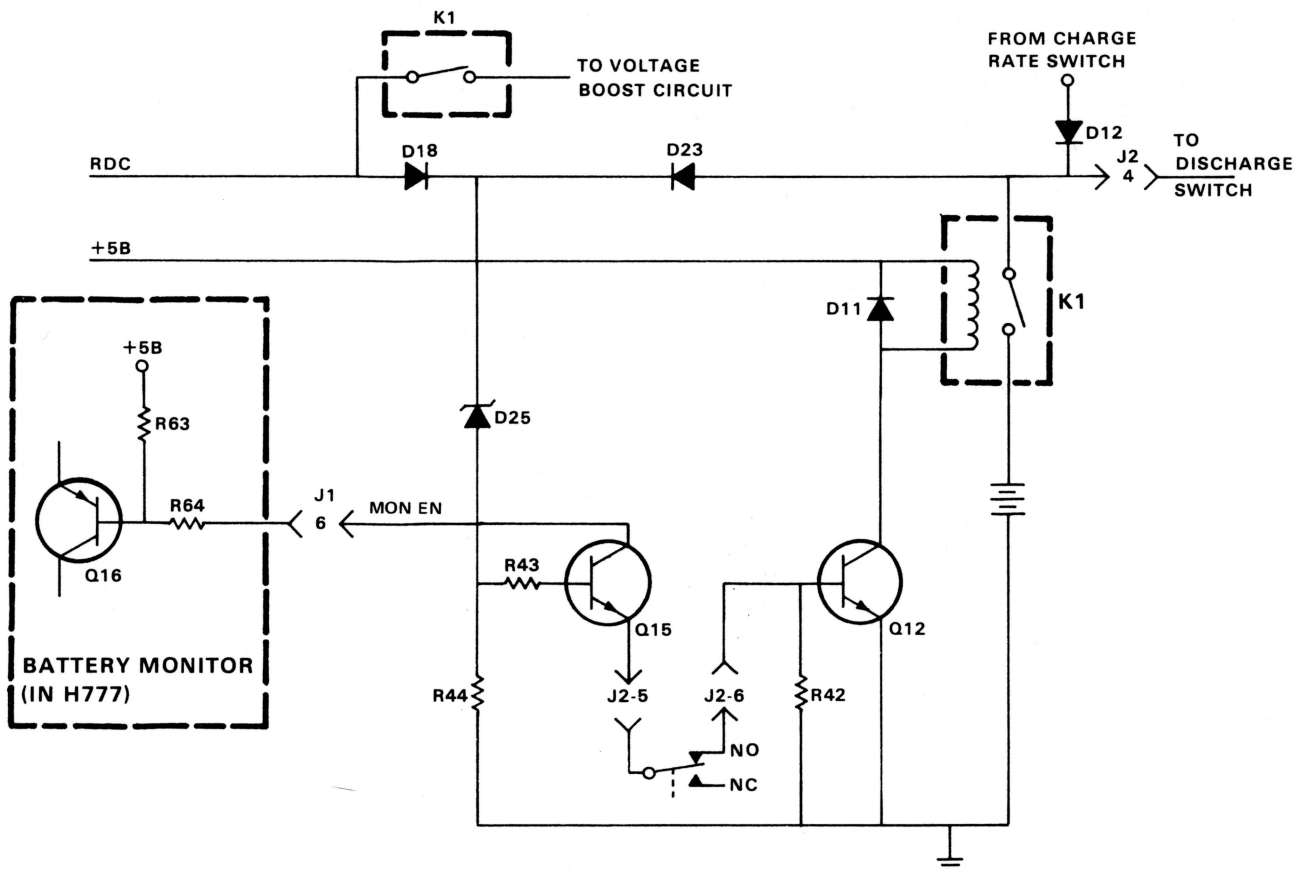 K1
TO VOLTAGE
BOOST CIRCUIT
FROM CHARGE
RATE SWITCH
D12
RDC
D18
D23
J2
4
TO
DISCHARGE
SWITCH
+5B
D11
K1
+5B
R63
D25
R64
J1
6
MON EN
Q16
R43
Q15
Q12
BATTERY MONITOR
(IN H777)
R44
J2-5
J2-6
R42
NO
NC